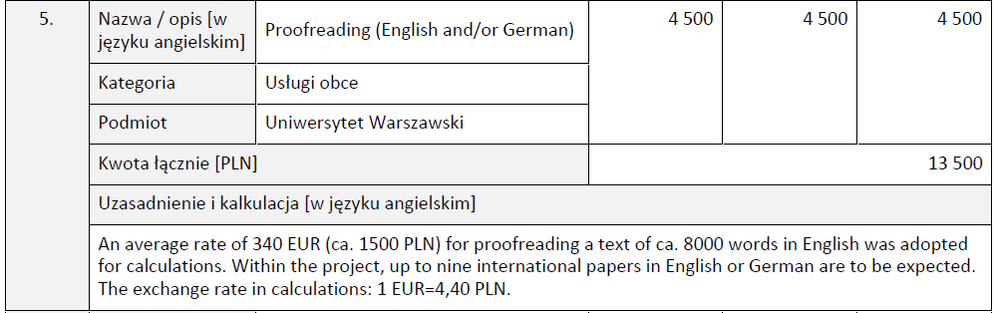 5.
Nazwa / opis [w
język angielskim]
Proofreading (English and/or German)
4 500
4 500
4 500
Kategoria
Usługi obce
Podmiot
Uniwersytet Warszawski
Kwota łącznie [PLN]
13 500
Uzasadnienie i kalkulacja [w języku angielskim]
An average rate of 340 EUR (ca. 1500 PLN) for proofreading a text of ca. 8000 words in English was adopted
for calculations. Within the project, up to nine international papers in English or German are to be expected.
The exchange rate in calculations: 1 EUR=4,40 PLN.